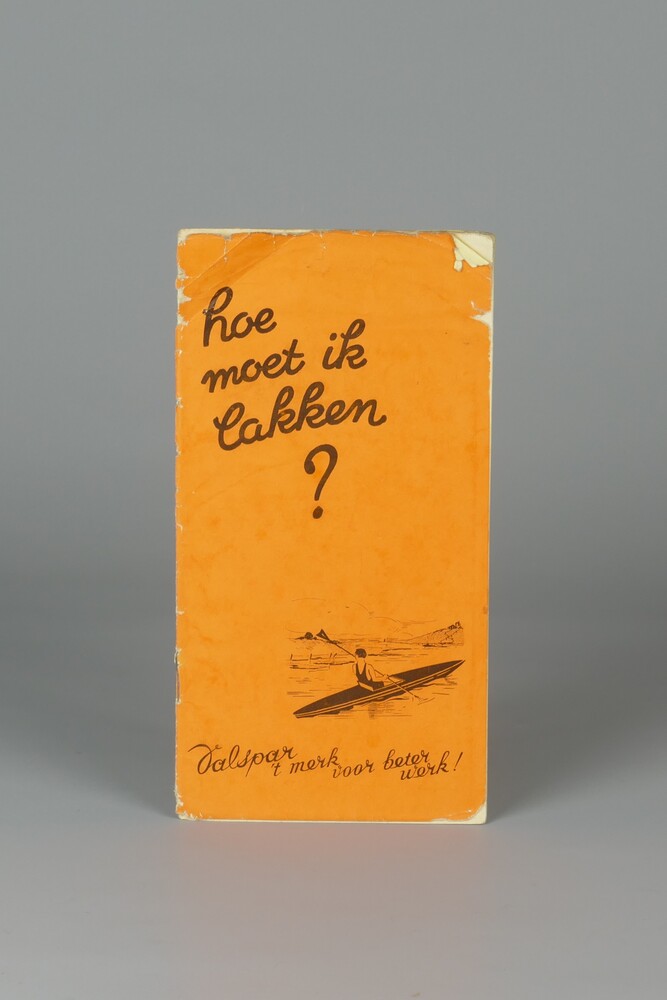 hoe
moet ik
lakken
?
Valspar 't merk voor beter werk!